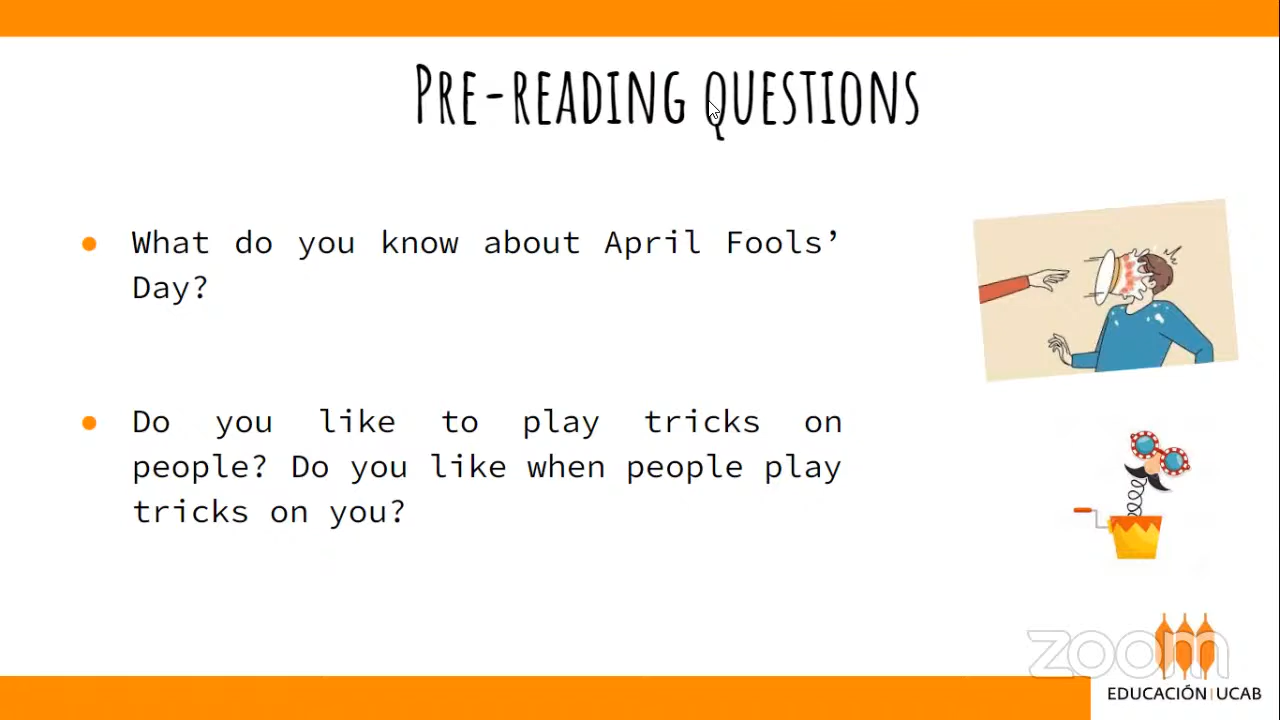 PRE-READING QUESTIONS
What do you know about April Fools’
Day?
Do you like to play tricks on
people? Do you like when people play
tricks on you?
zoom
EDUCACIÓN|UCAB